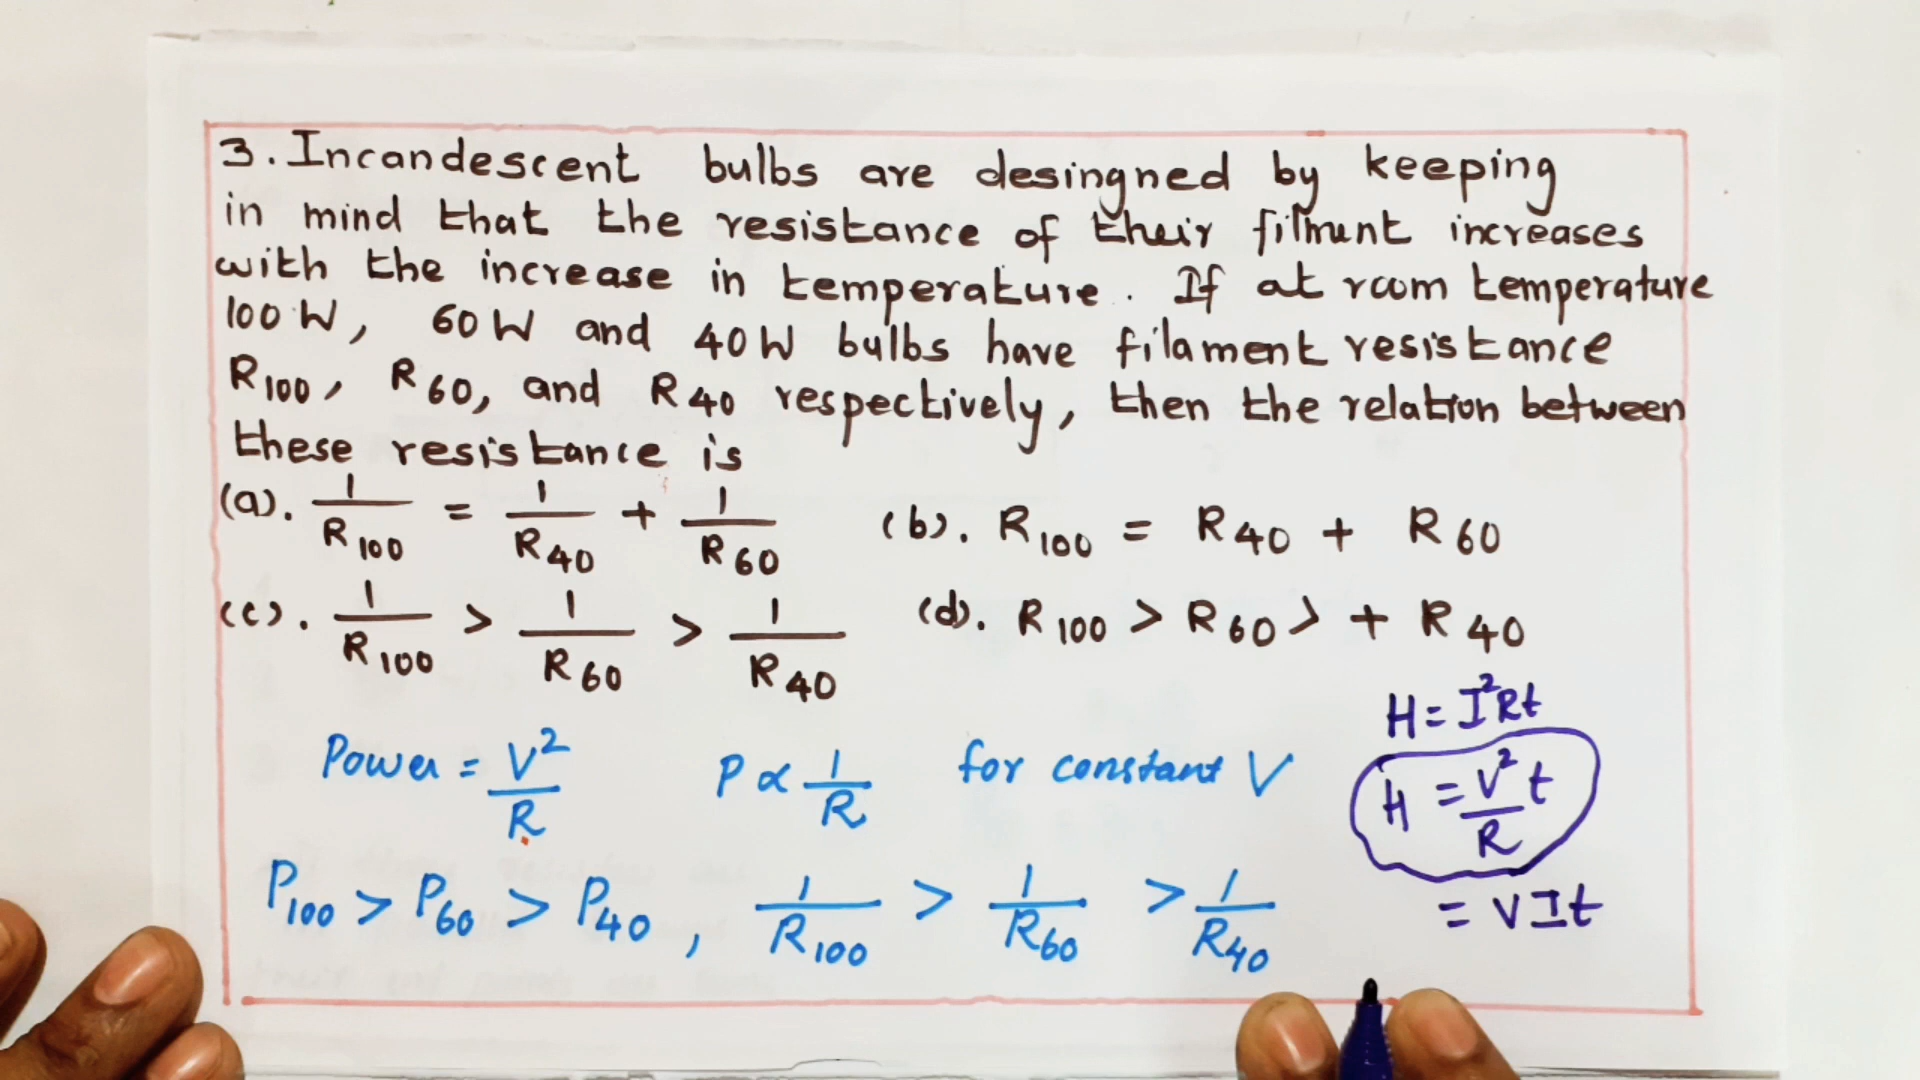 3. Incandescent bulbs are desingned by keeping
in mind that the resistance of their filment increases
with the increase in temperature. If at room temperature
100 W, 60 W and 40 W bulbs have filament resistance
R100, R60, and R40 respectively, then the relation between
these resistance is
(a). 1/R100 = 1/R40 + 1/R60 (b). R100 = R40 + R60
(c). 1/R100 > 1/R60 > 1/R40 (d). R100 > R60 > + R40
H = I²Rt
Power = V²/R P ∝ 1/R for constant V
H = V²/R t
P100 > P60 > P40, 1/R100 > 1/R60 > 1/R40
= VIt